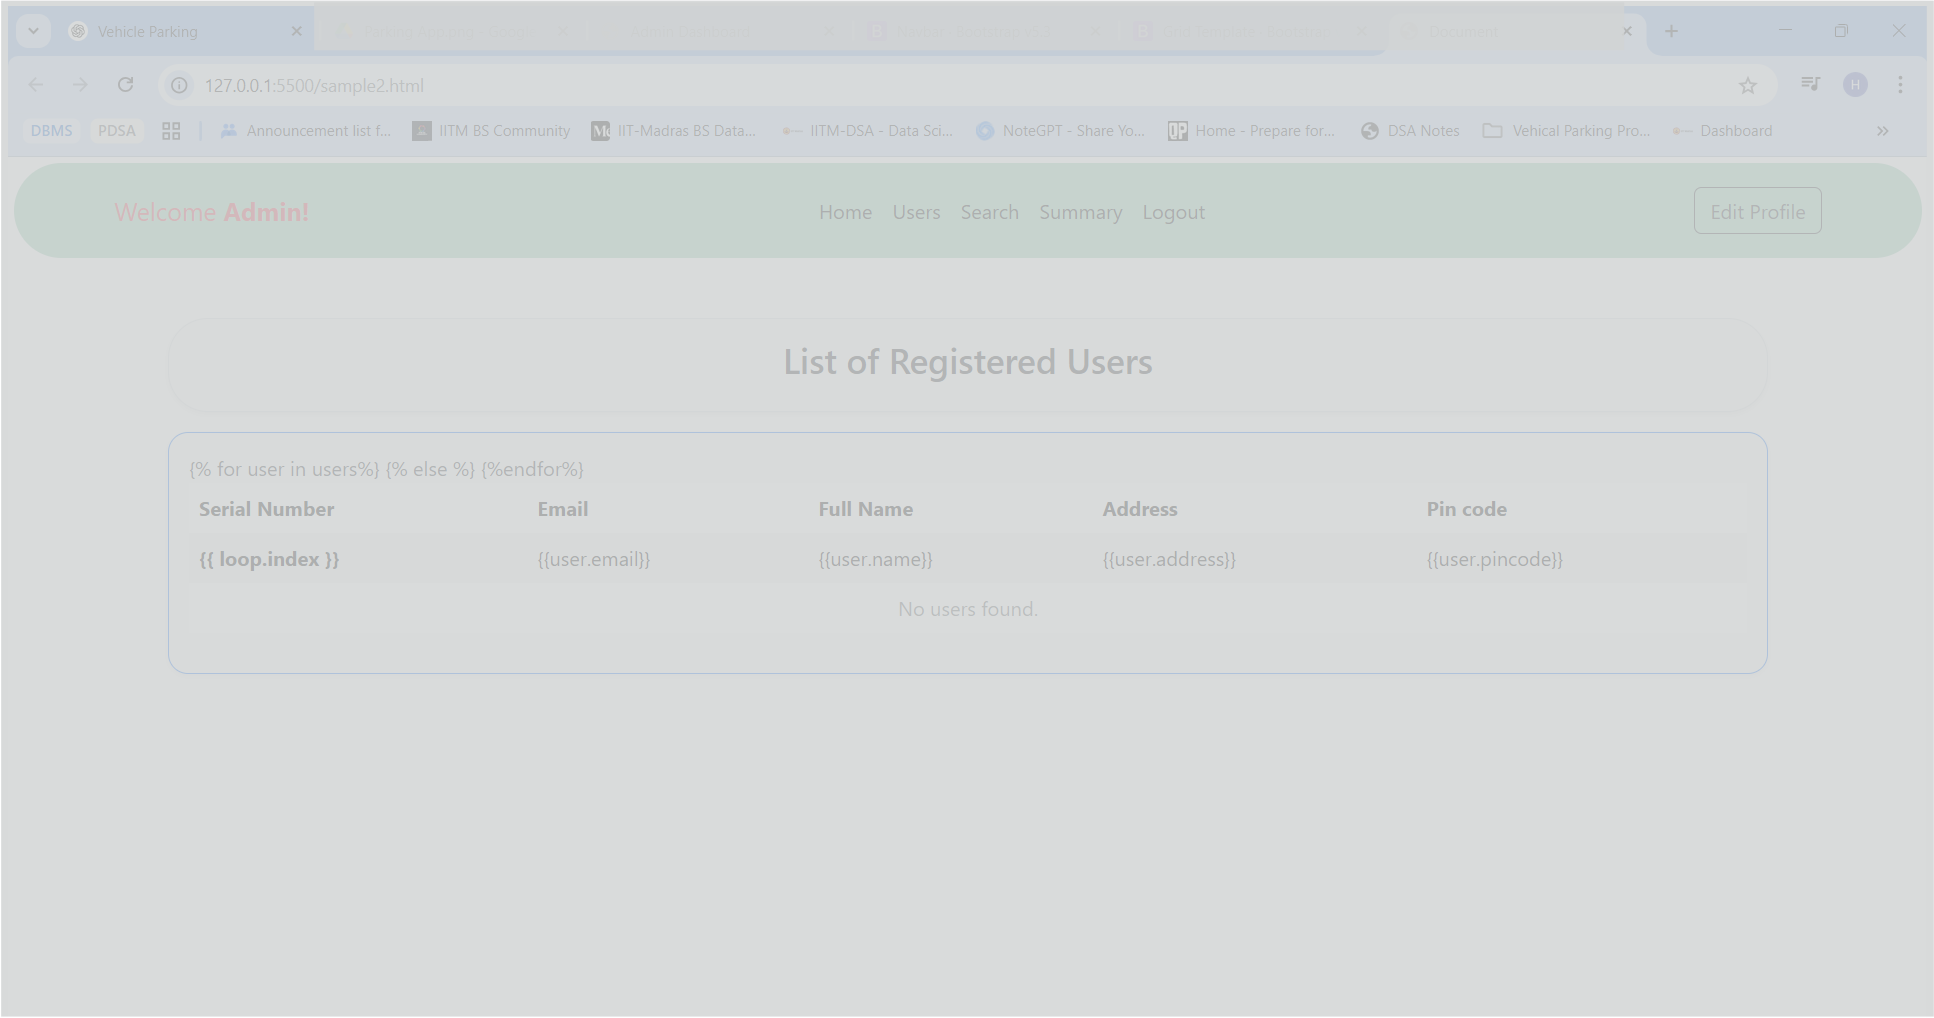 Vehicle Parking
Document
127.0.0.1:5500/sample2.html
H
DBMS PDSA Announcement list f... IITM BS Community IIT-Madras BS Data... IITM-DSA - Data Sci... NoteGPT - Share Yo... Home - Prepare for... DSA Notes Vehical Parking Pro... Dashboard
Welcome Admin! Home Users Search Summary Logout Edit Profile
List of Registered Users
{% for user in users%} {% else %} {%endfor%}
Serial Number Email Full Name Address Pin code
{{ loop.index }} {{user.email}} {{user.name}} {{user.address}} {{user.pincode}}
No users found.